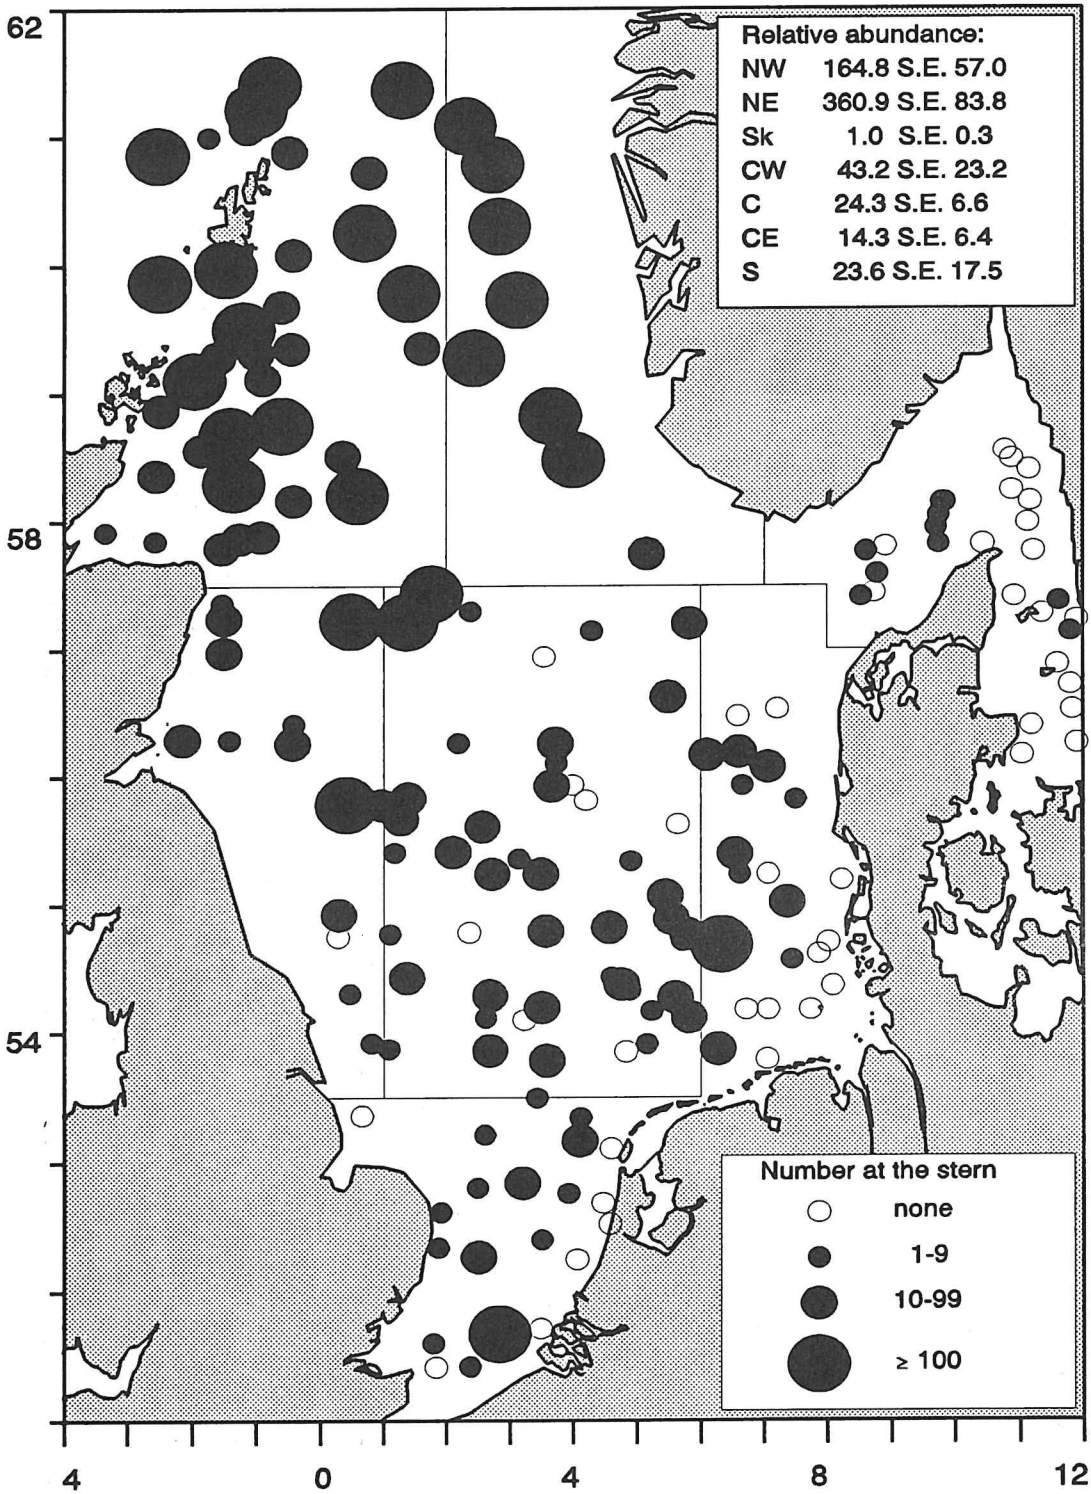 62
Relative abundance:
NW 164.8 S.E. 57.0
NE 360.9 S.E. 83.8
Sk 1.0 S.E. 0.3
CW 43.2 S.E. 23.2
C 24.3 S.E. 6.6
CE 14.3 S.E. 6.4
S 23.6 S.E. 17.5
58
54
Number at the stern
none
1-9
10-99
≥ 100
4 0 4 8 12